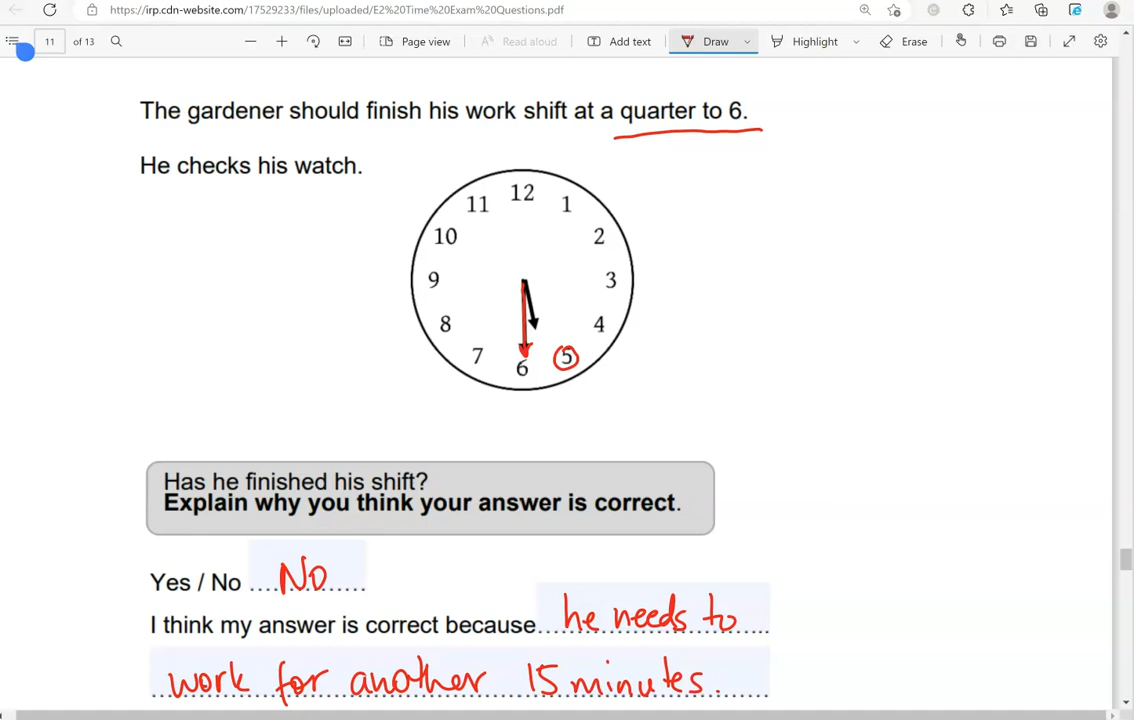 https://irp.cdn-website.com/17529233/files/uploaded/E2%20Time%20Exam%20Questions.pdf
11 of 13
Page view
Read aloud
Add text
Draw
Highlight
Erase
The gardener should finish his work shift at a quarter to 6.
He checks his watch.
12
11 1
10 2
9 3
8 4
7 5
6
Has he finished his shift?
Explain why you think your answer is correct.
Yes / No ....No......
I think my answer is correct because...he needs to....
work for another 15 minutes.